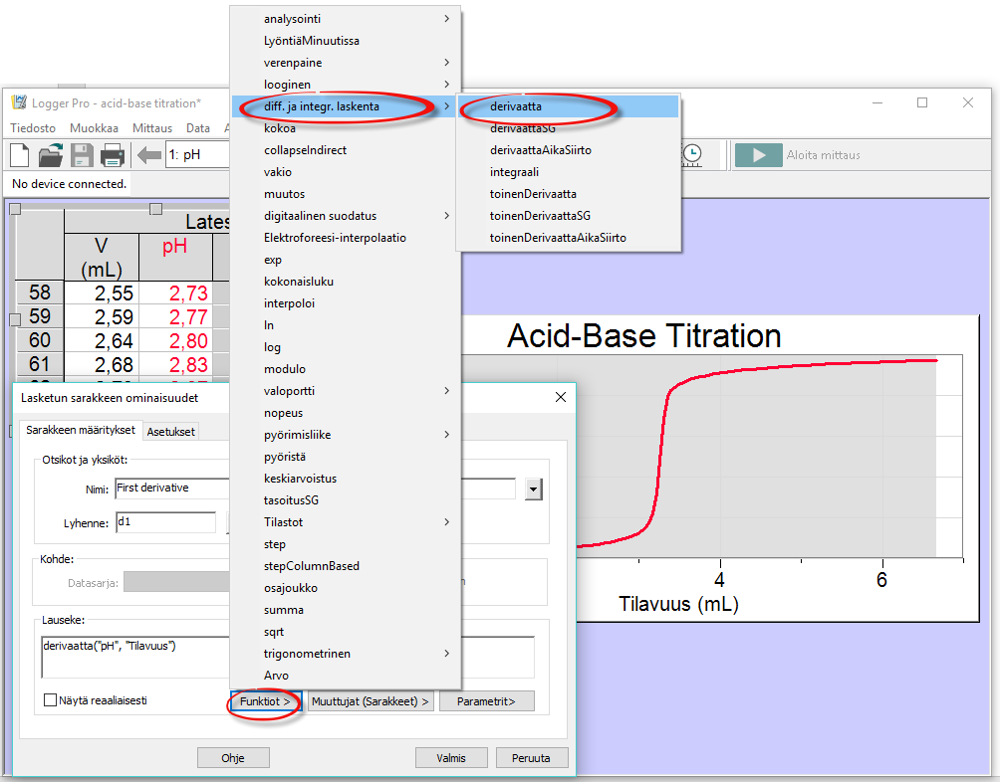 analysointi
LyöntiäMinuutissa
verenpaine
looginen
diff. ja integr. laskenta
kokoa
collapseIndirect
vakio
muutos
digitaalinen suodatus
Elektroforeesi-interpolaatio
exp
kokonaisluku
interpoloi
ln
log
modulo
valoportti
nopeus
pyörimisliike
pyöristä
keskiarvoistus
tasoitusSG
Tilastot
step
stepColumnBased
osajoukko
summa
sqrt
trigonometrinen
Arvo
derivaatta
derivaattaSG
derivaattaAikaSiirto
integraali
toinenDerivaatta
toinenDerivaattaSG
toinenDerivaattaAikaSiirto
Logger Pro - acid-base titration*
Tiedosto Muokkaa Mittaus Data
1: pH
Aloita mittaus
No device connected.
Lates
V pH
(mL)
58 2,55 2,73
59 2,59 2,77
60 2,64 2,80
61 2,68 2,83
Acid-Base Titration
4 6
Tilavuus (mL)
Lasketun sarakkeen ominaisuudet
Sarakkeen määritykset Asetukset
Otsikot ja yksiköt:
Nimi: First derivative
Lyhenne: d1
Kohde:
Datasarja:
Lauseke:
derivaatta("pH", "Tilavuus")
Näytä reaaliaisesti
Funktiot > Muuttujat (Sarakkeet) > Parametrit>
Ohje Valmis Peruuta